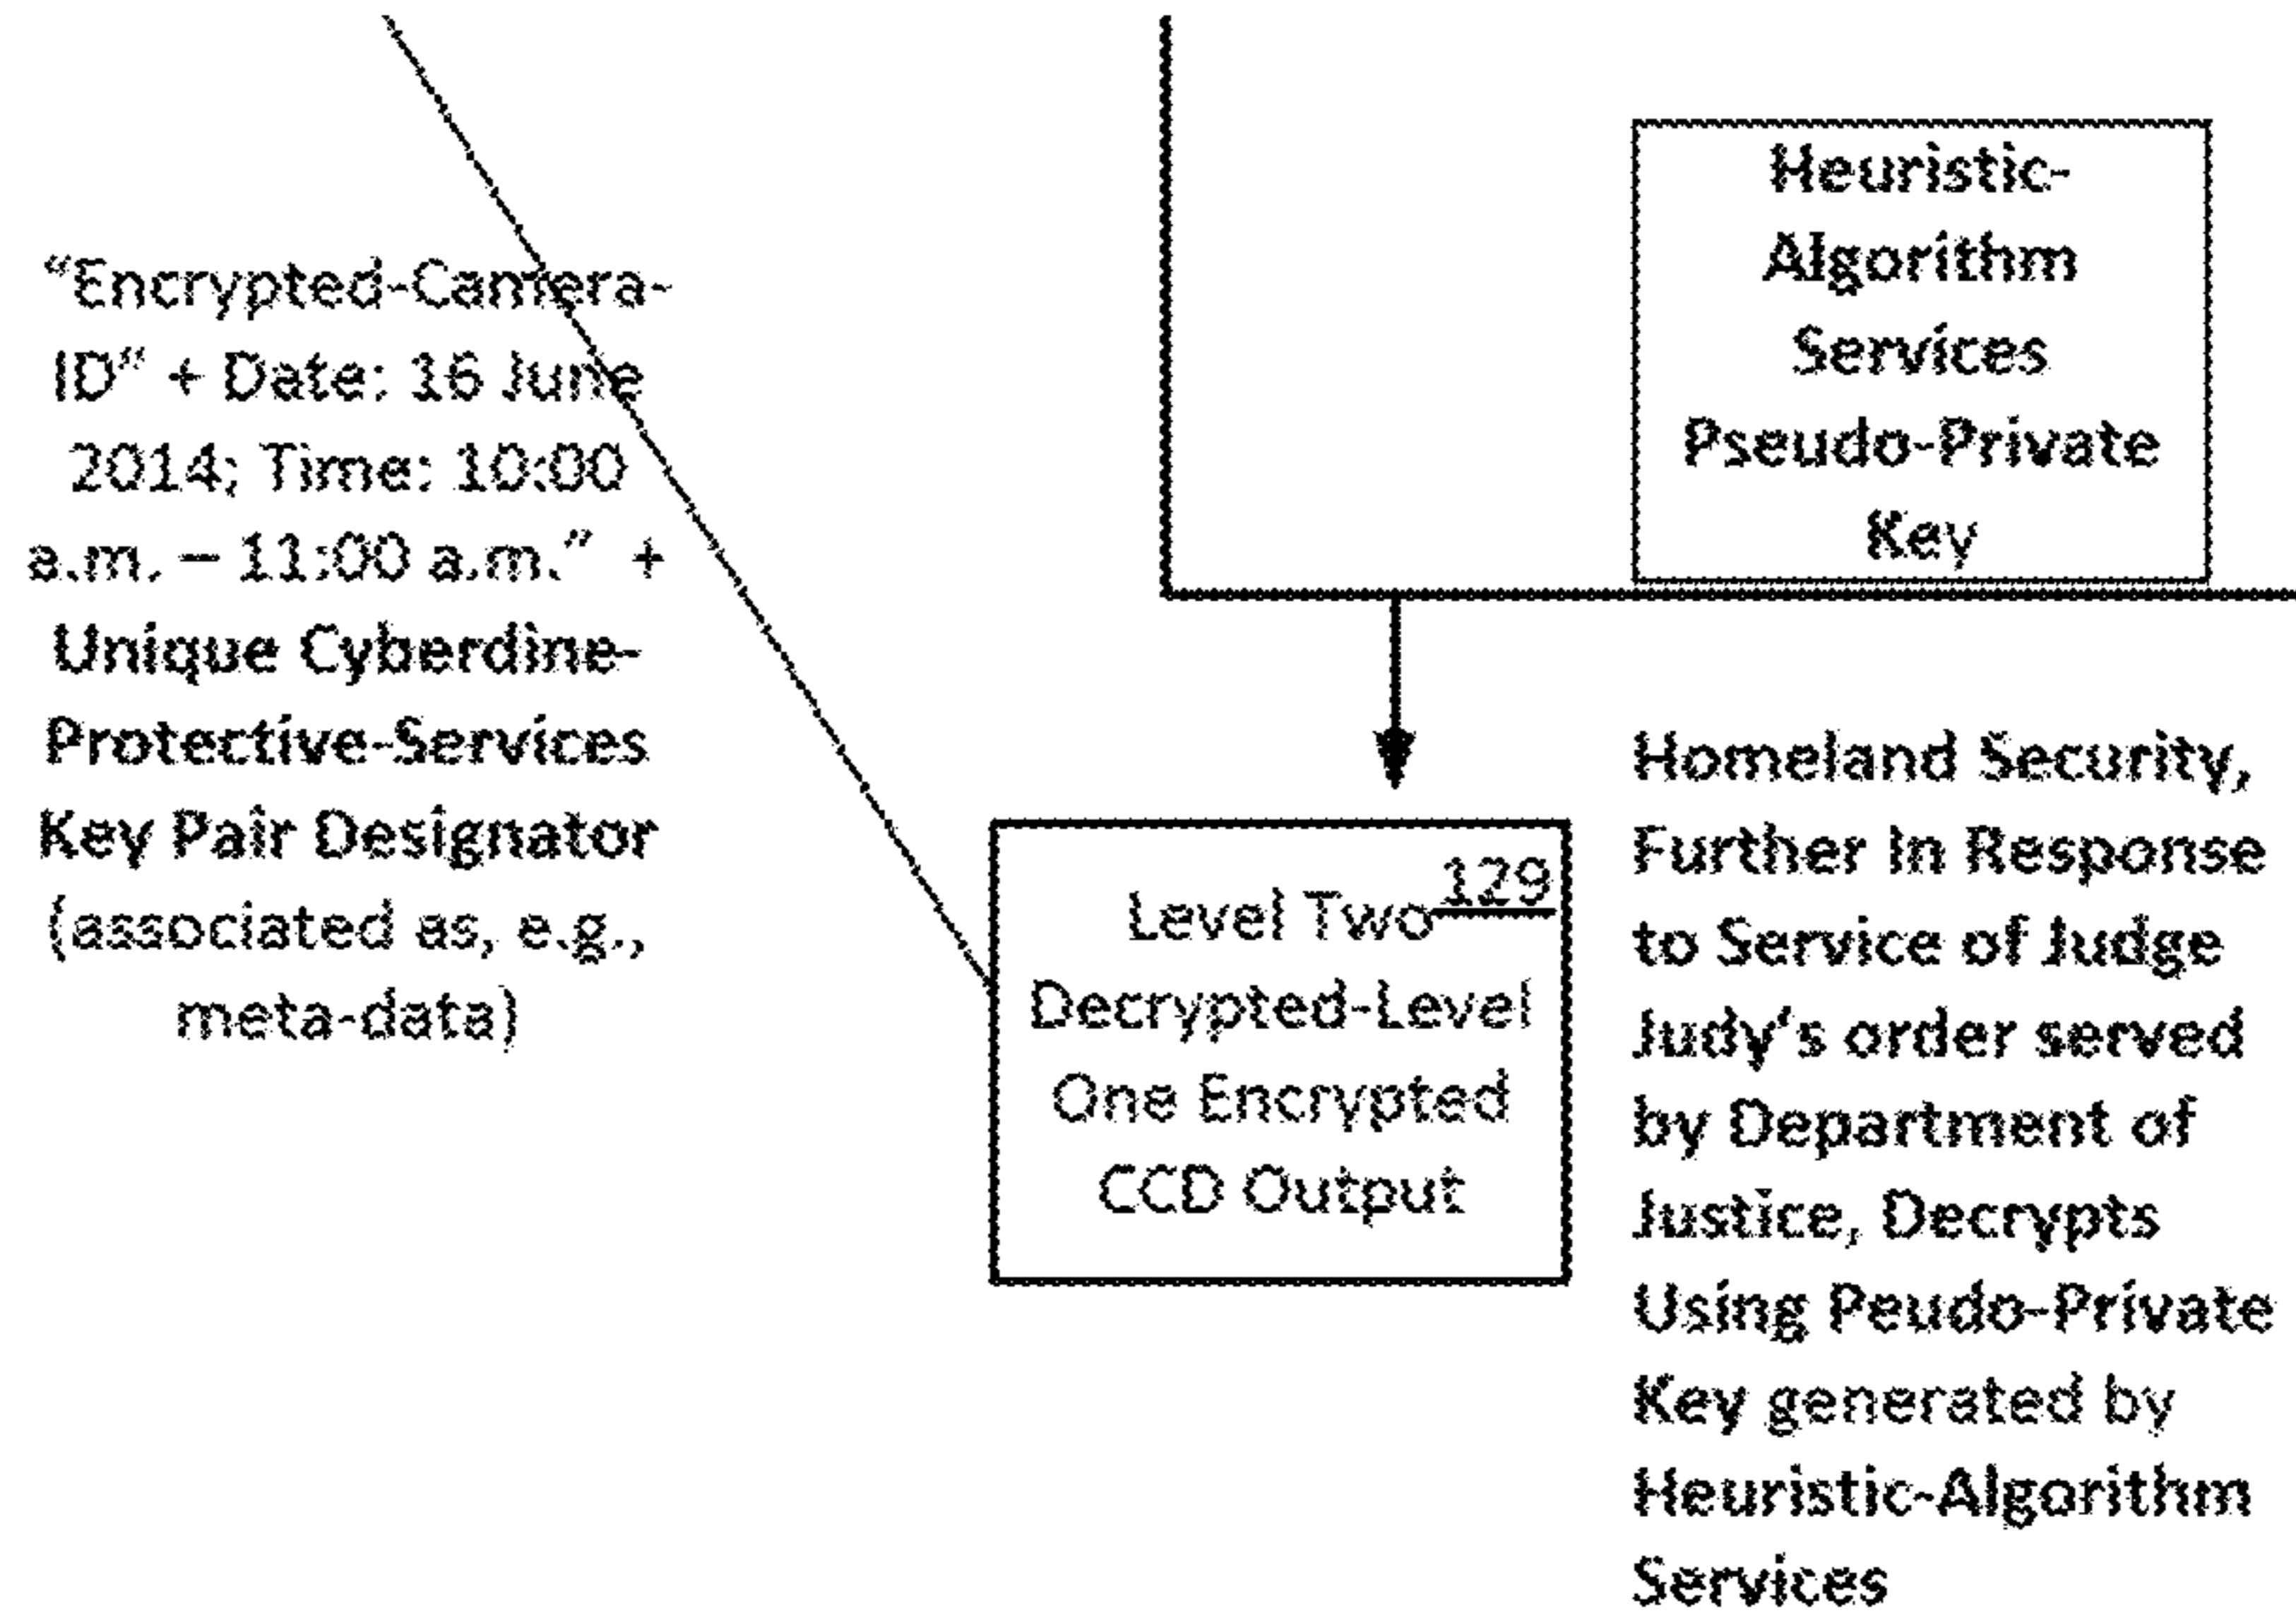 “Encrypted-Camera-
ID” + Date: 16 June
2014; Time: 10:00
a.m. – 11:00 a.m.” +
Unique Cyberdine-
Protective-Services
Key Pair Designator
(associated as, e.g.,
meta-data)
Heuristic-
Algorithm
Services
Pseudo-Private
Key
129
Level Two
Decrypted-Level
One Encrypted
CCD Output
Homeland Security,
Further In Response
to Service of Judge
Judy’s order served
by Department of
Justice, Decrypts
Using Peudo-Private
Key generated by
Heuristic-Algorithm
Services